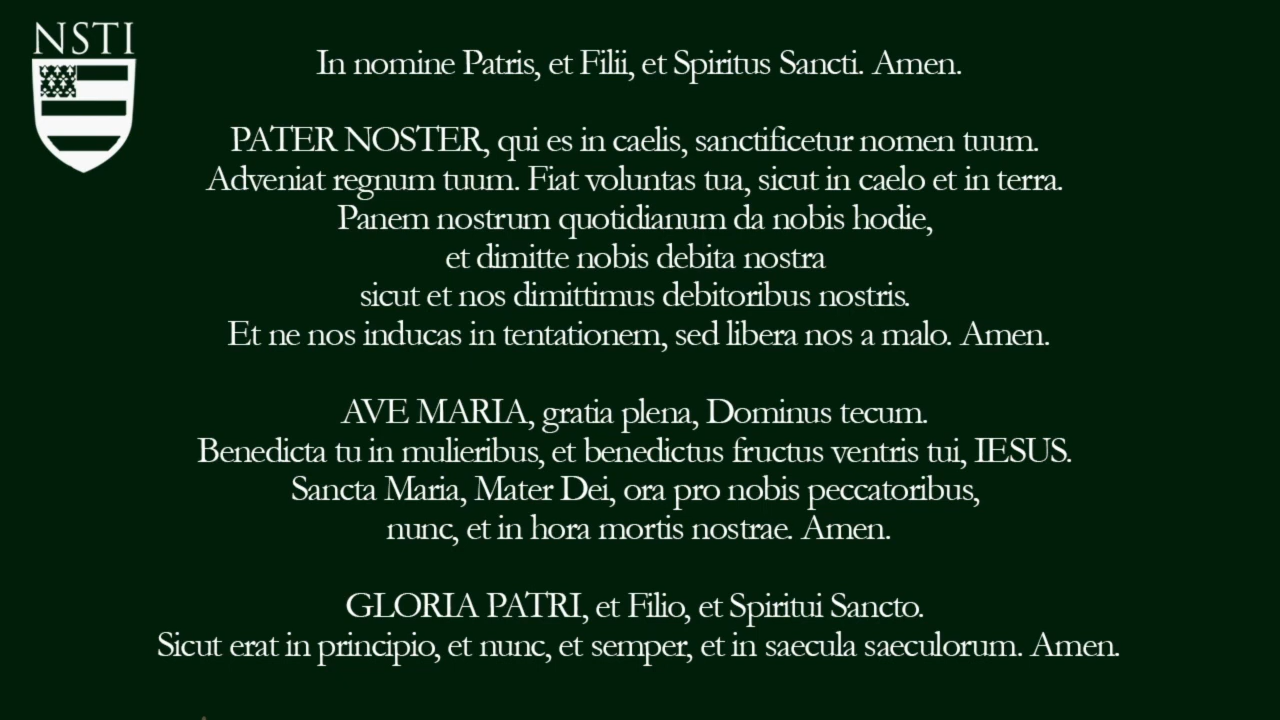 NSTI
In nomine Patris, et Filii, et Spiritus Sancti. Amen.
PATER NOSTER, qui es in caelis, sanctificetur nomen tuum.
Adveniat regnum tuum. Fiat voluntas tua, sicut in caelo et in terra.
Panem nostrum quotidianum da nobis hodie,
et dimitte nobis debita nostra
sicut et nos dimittimus debitoribus nostris.
Et ne nos inducas in tentationem, sed libera nos a malo. Amen.
AVE MARIA, gratia plena, Dominus tecum.
Benedicta tu in mulieribus, et benedictus fructus ventris tui, IESUS.
Sancta Maria, Mater Dei, ora pro nobis peccatoribus,
nunc, et in hora mortis nostrae. Amen.
GLORIA PATRI, et Filio, et Spiritui Sancto.
Sicut erat in principio, et nunc, et semper, et in saecula saeculorum. Amen.